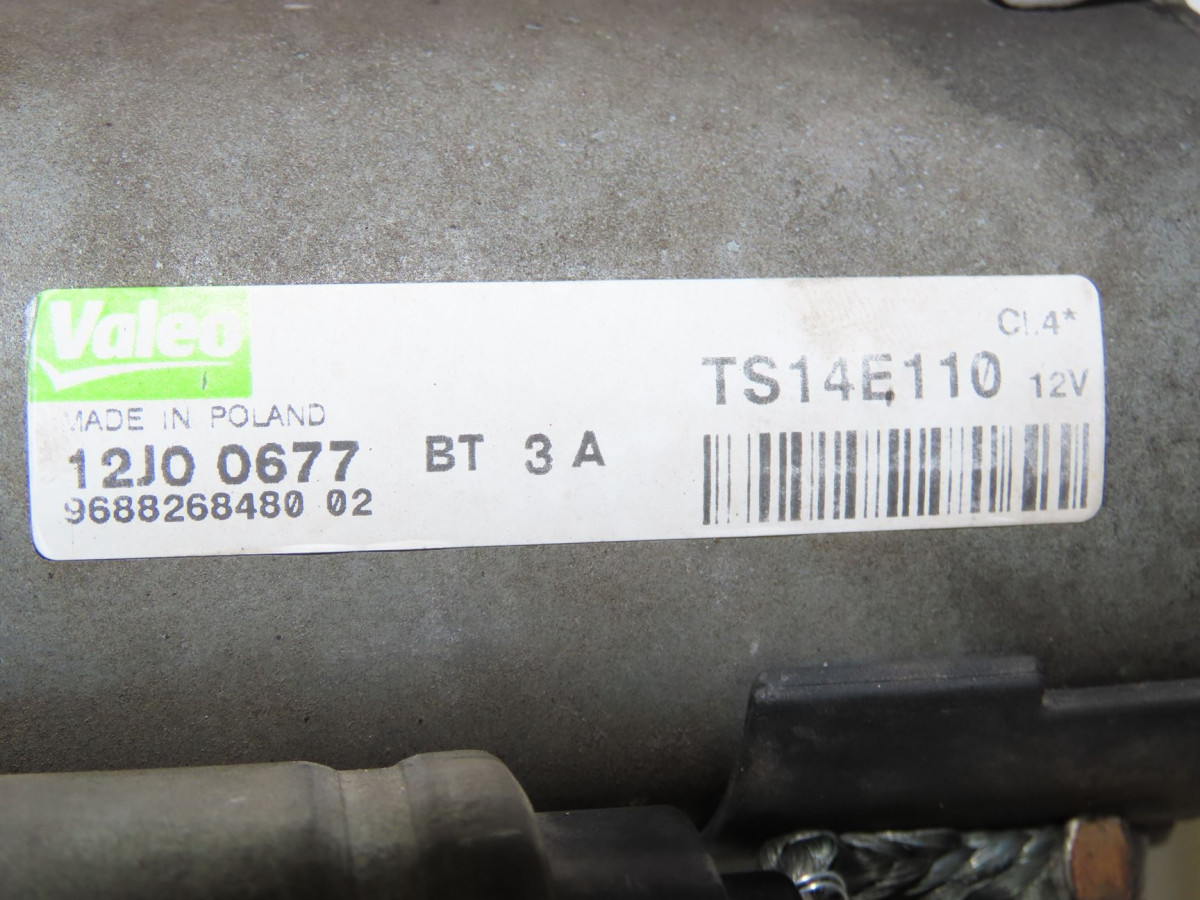 Valeo
MADE IN POLAND
12J0 0677
9688268480 02
BT 3 A
Cl.4*
TS14E110 12V